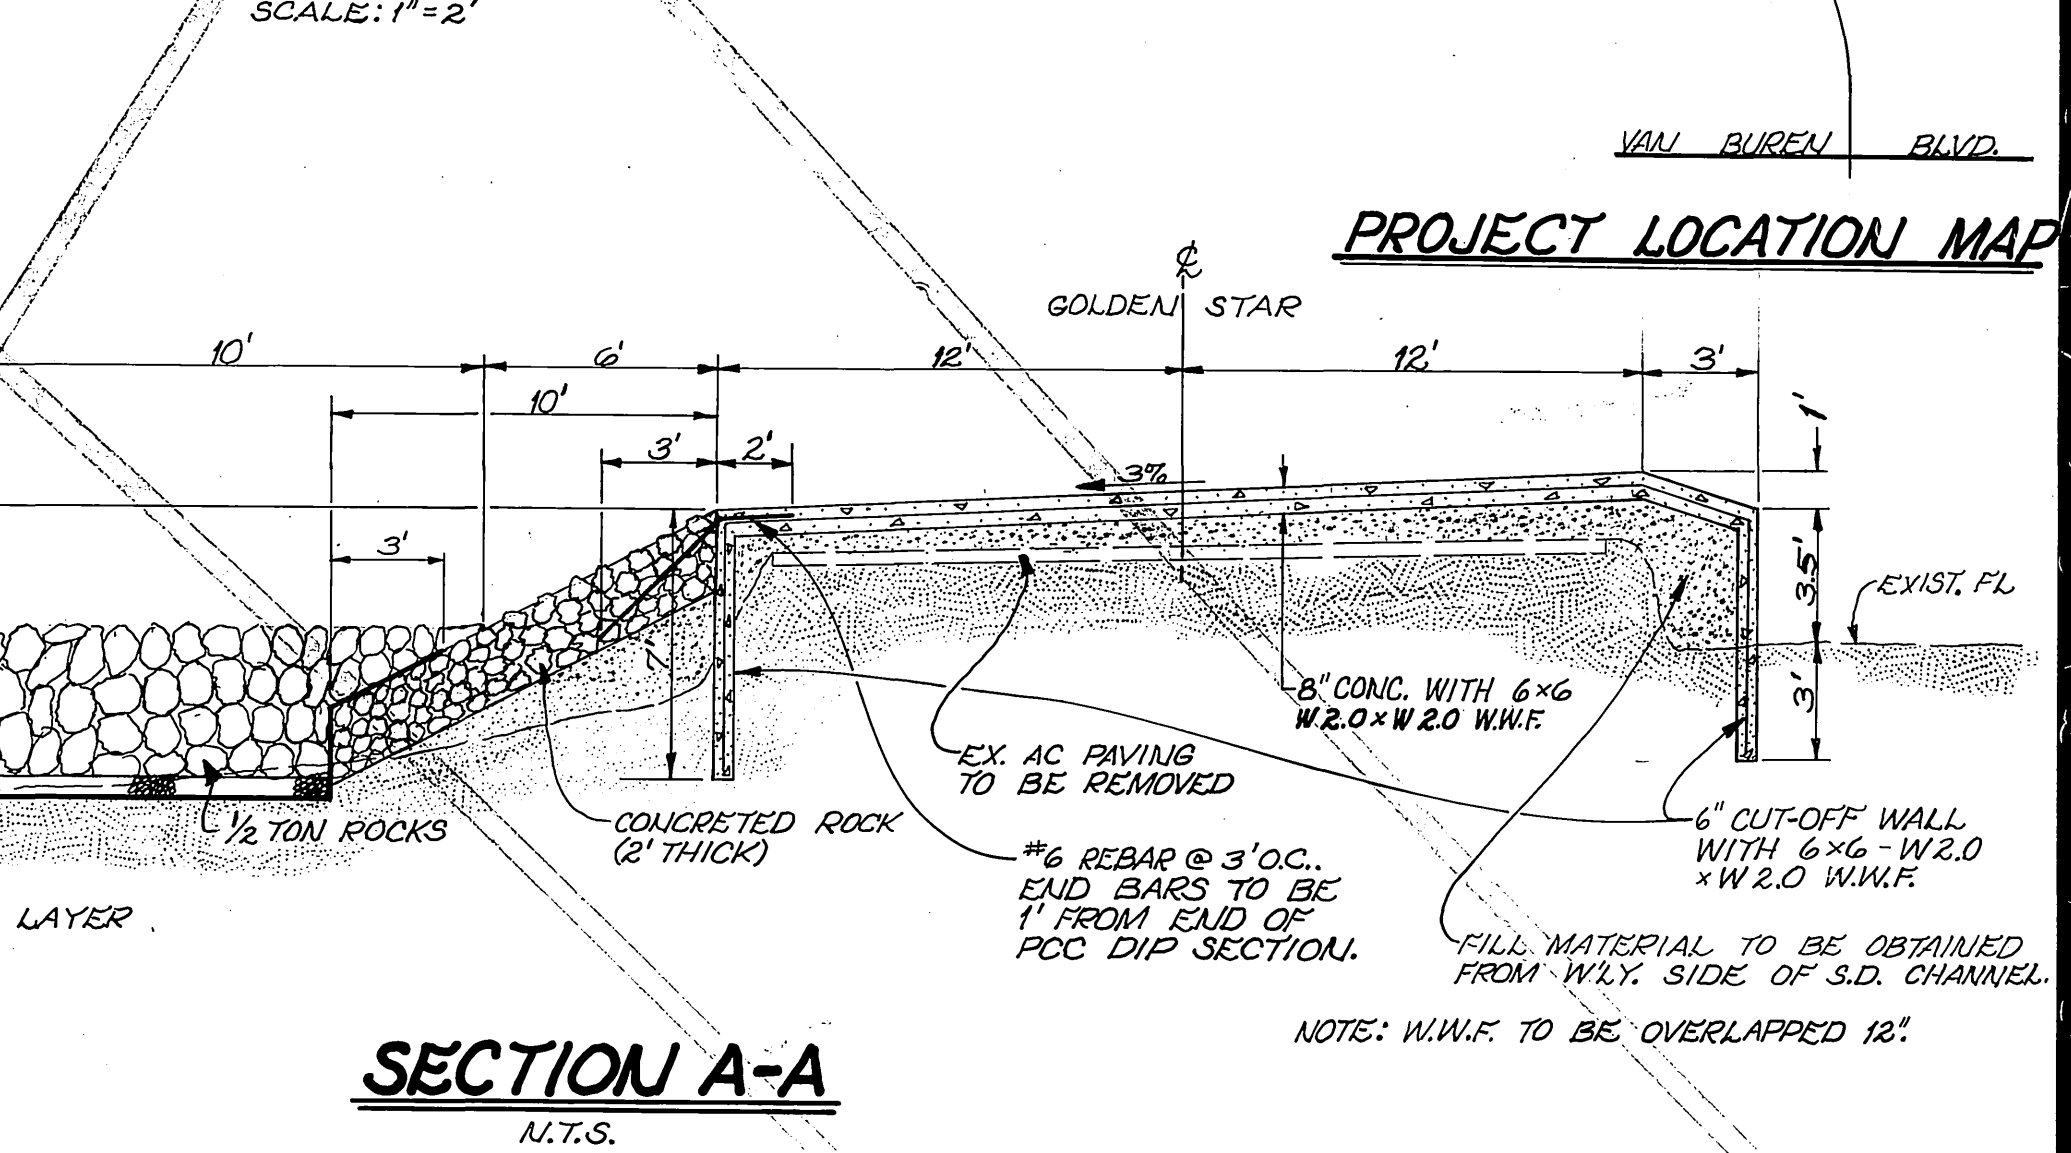 SCALE: 1"=2'
VAN BUREN BLVD.
PROJECT LOCATION MAP
℄
GOLDEN STAR
10'
6'
12'
12'
3'
10'
1'
3'
2'
3%
3'
3.5'
EXIST. FL
7'
8" CONC. WITH 6×6
W 2.0 × W 2.0 W.W.F.
3'
EX. AC PAVING
TO BE REMOVED
1/2 TON ROCKS
CONCRETED ROCK
(2' THICK)
6" CUT-OFF WALL
WITH 6×6 - W 2.0
× W 2.0 W.W.F.
#6 REBAR @ 3' O.C..
END BARS TO BE
1' FROM END OF
PCC DIP SECTION.
LAYER
FILL MATERIAL TO BE OBTAINED
FROM W'LY. SIDE OF S.D. CHANNEL.
NOTE: W.W.F. TO BE OVERLAPPED 12".
SECTION A-A
N.T.S.